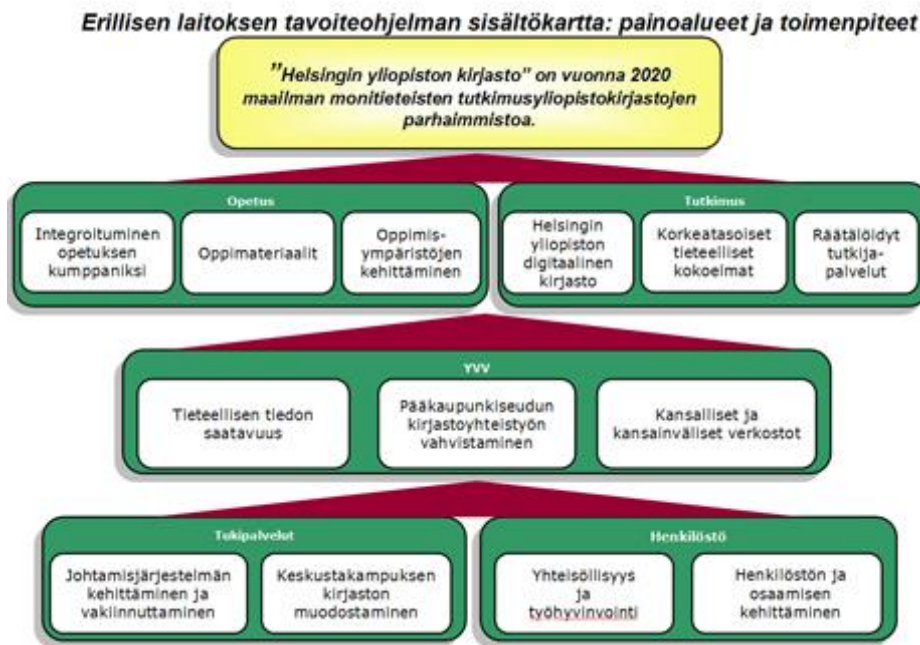 Erillisen laitoksen tavoiteohjelman sisältökartta: painoalueet ja toimenpiteet
”Helsingin yliopiston kirjasto” on vuonna 2020
maailman monitieteisten tutkimusyliopistokirjastojen
parhaimmistoa.
Opetus
Integroituminen
opetuksen
kumppaniksi
Oppimateriaalit
Oppimis-
ympäristöjen
kehittäminen
Tutkimus
Helsingin
yliopiston
digitaalinen
kirjasto
Korkeatasoiset
tieteelliset
kokoelmat
Räätälöidyt
tutkija-
palvelut
YVV
Tieteellisen tiedon
saatavuus
Pääkaupunkiseudun
kirjastoyhteistyön
vahvistaminen
Kansalliset ja
kansainväliset verkostot
Tukipalvelut
Johtamisjärjestelmän
kehittäminen ja
vakiinnuttaminen
Keskustakampuksen
kirjaston
muodostaminen
Henkilöstö
Yhteisöllisyys
ja
työhyvinvointi
Henkilöstön ja
osaamisen
kehittäminen